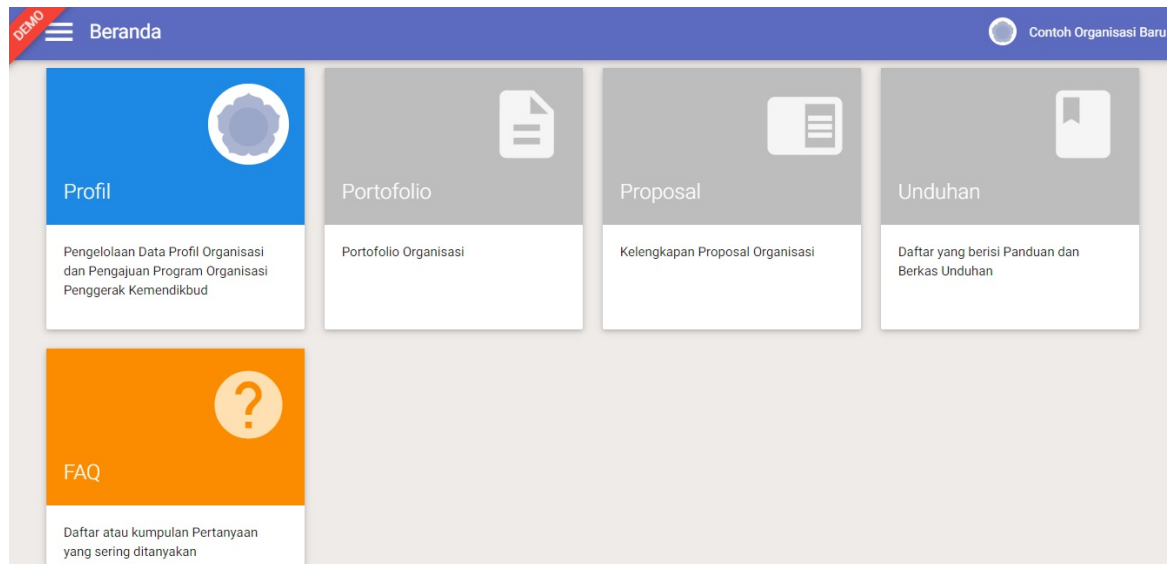 DEMO
Beranda
Contoh Organisasi Baru
Profil
Pengelolaan Data Profil Organisasi
dan Pengajuan Program Organisasi
Penggerak Kemendikbud
Portofolio
Portofolio Organisasi
Proposal
Kelengkapan Proposal Organisasi
Unduhan
Daftar yang berisi Panduan dan
Berkas Unduhan
?
FAQ
Daftar atau kumpulan Pertanyaan
yang sering ditanyakan